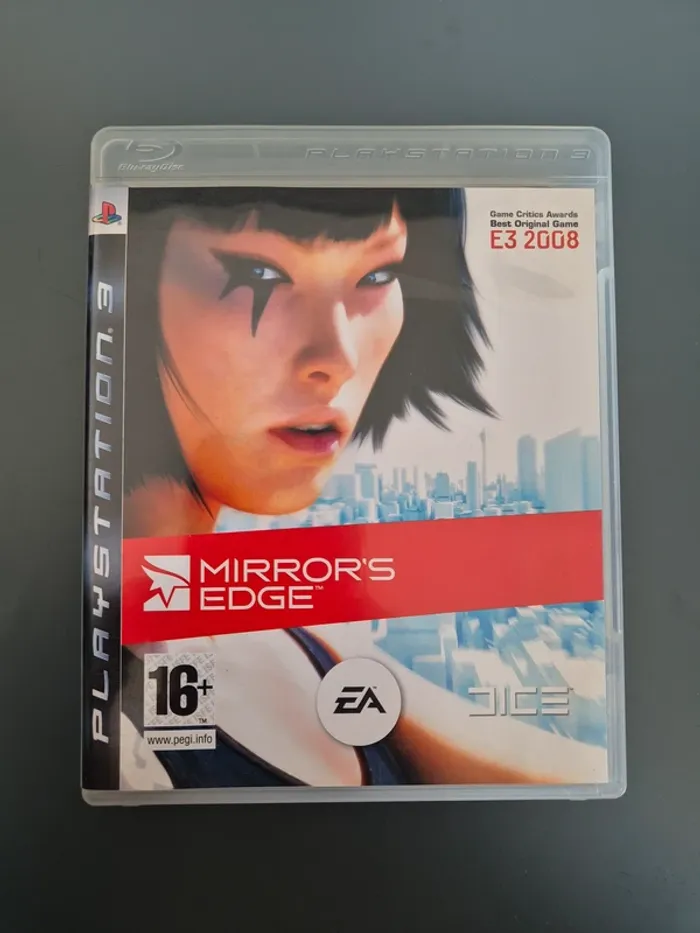 Blu-ray Disc
PLAYSTATION 3
PLAYSTATION 3
Game Critics Awards
Best Original Game
E3 2008
MIRROR'S
EDGE™
16+
TM
www.pegi.info
EA
DICE